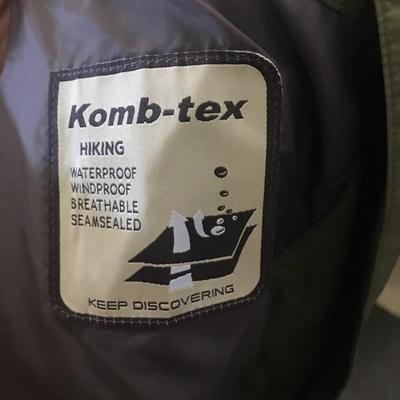 Komb-tex
HIKING
WATERPROOF
WINDPROOF
BREATHABLE
SEAMSEALED
KEEP DISCOVERING